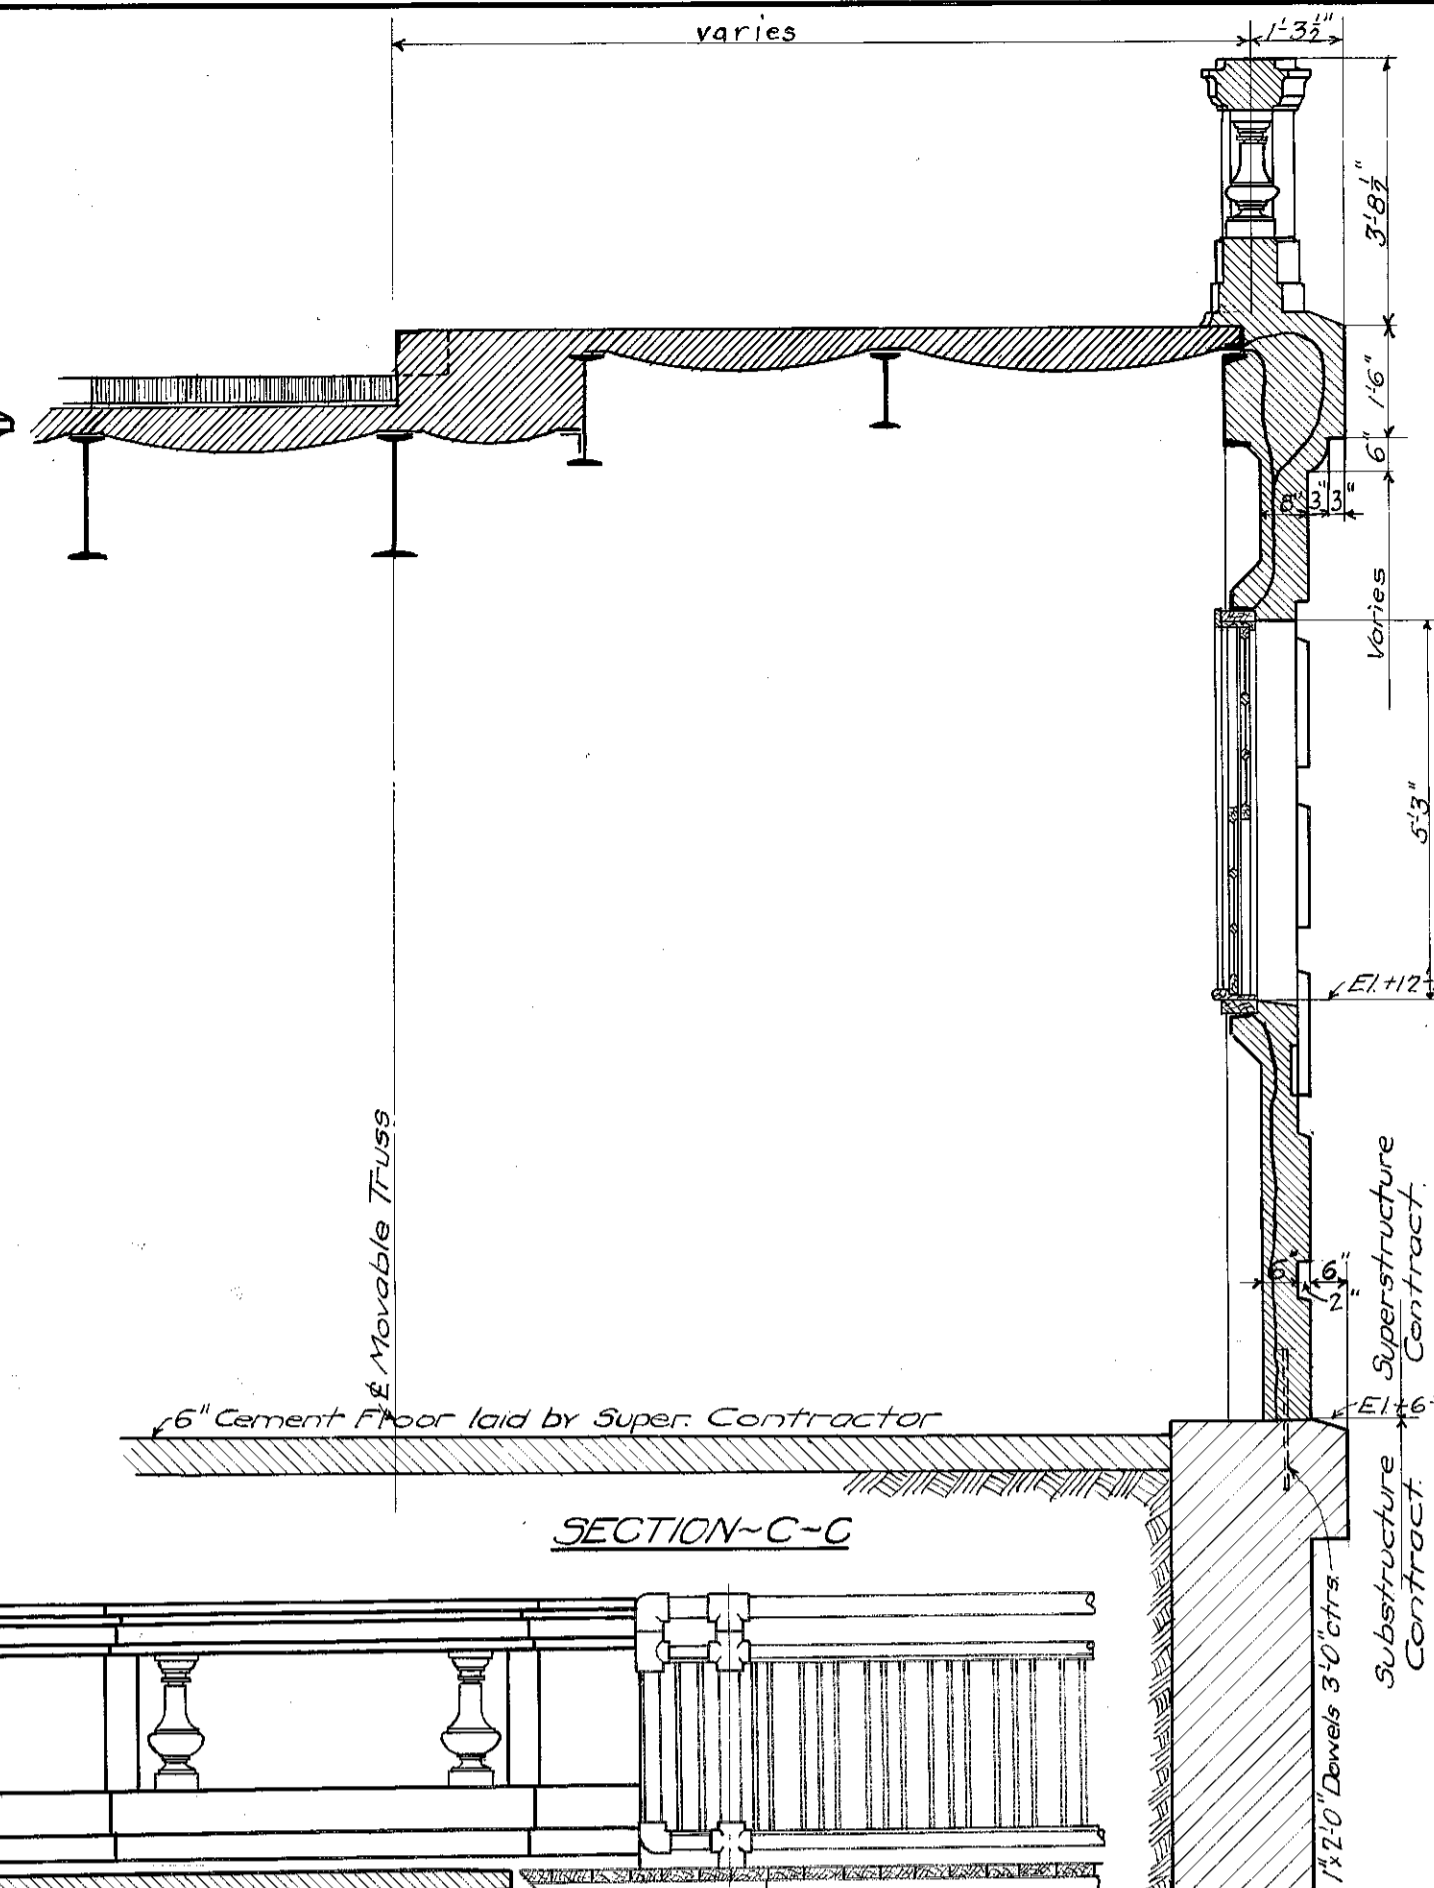 varies
1'-3½"
3'-8½"
1'-6"
6"
8" 3" 3"
varies
5'-3"
El.+12-
℄ Movable Truss
6" 6"
2"
Superstructure
Contract.
6" Cement Floor laid by Super. Contractor
El.+6-
SECTION~C~C
Substructure
Contract.
1"x2'-0" Dowels 3'-0" ctrs.